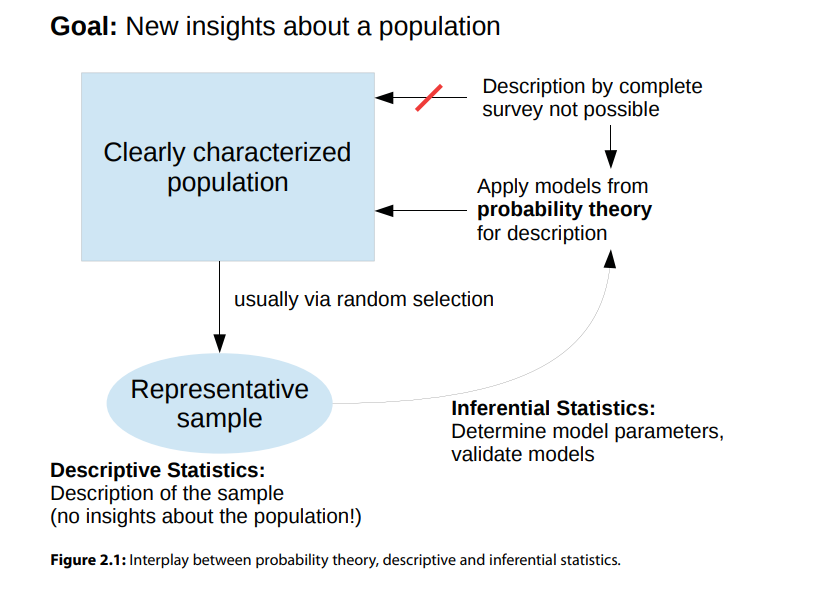 Goal: New insights about a population
Description by complete
survey not possible
Clearly characterized
population
Apply models from
probability theory
for description
usually via random selection
Representative
sample
Inferential Statistics:
Determine model parameters,
validate models
Descriptive Statistics:
Description of the sample
(no insights about the population!)
Figure 2.1: Interplay between probability theory, descriptive and inferential statistics.